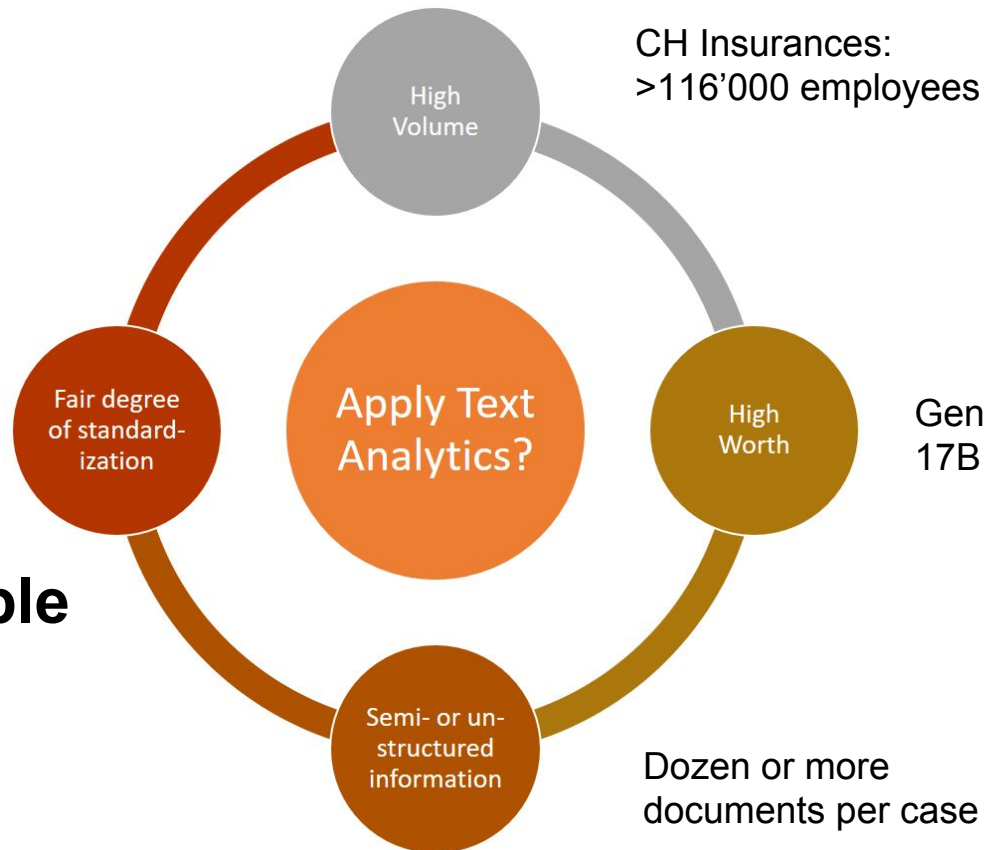 CH Insurances:
>116’000 employees
High
Volume
Fair degree
of standard-
ization
Apply Text
Analytics?
High
Worth
Gen
17B
ple
Semi- or un-
structured
information
Dozen or more
documents per case